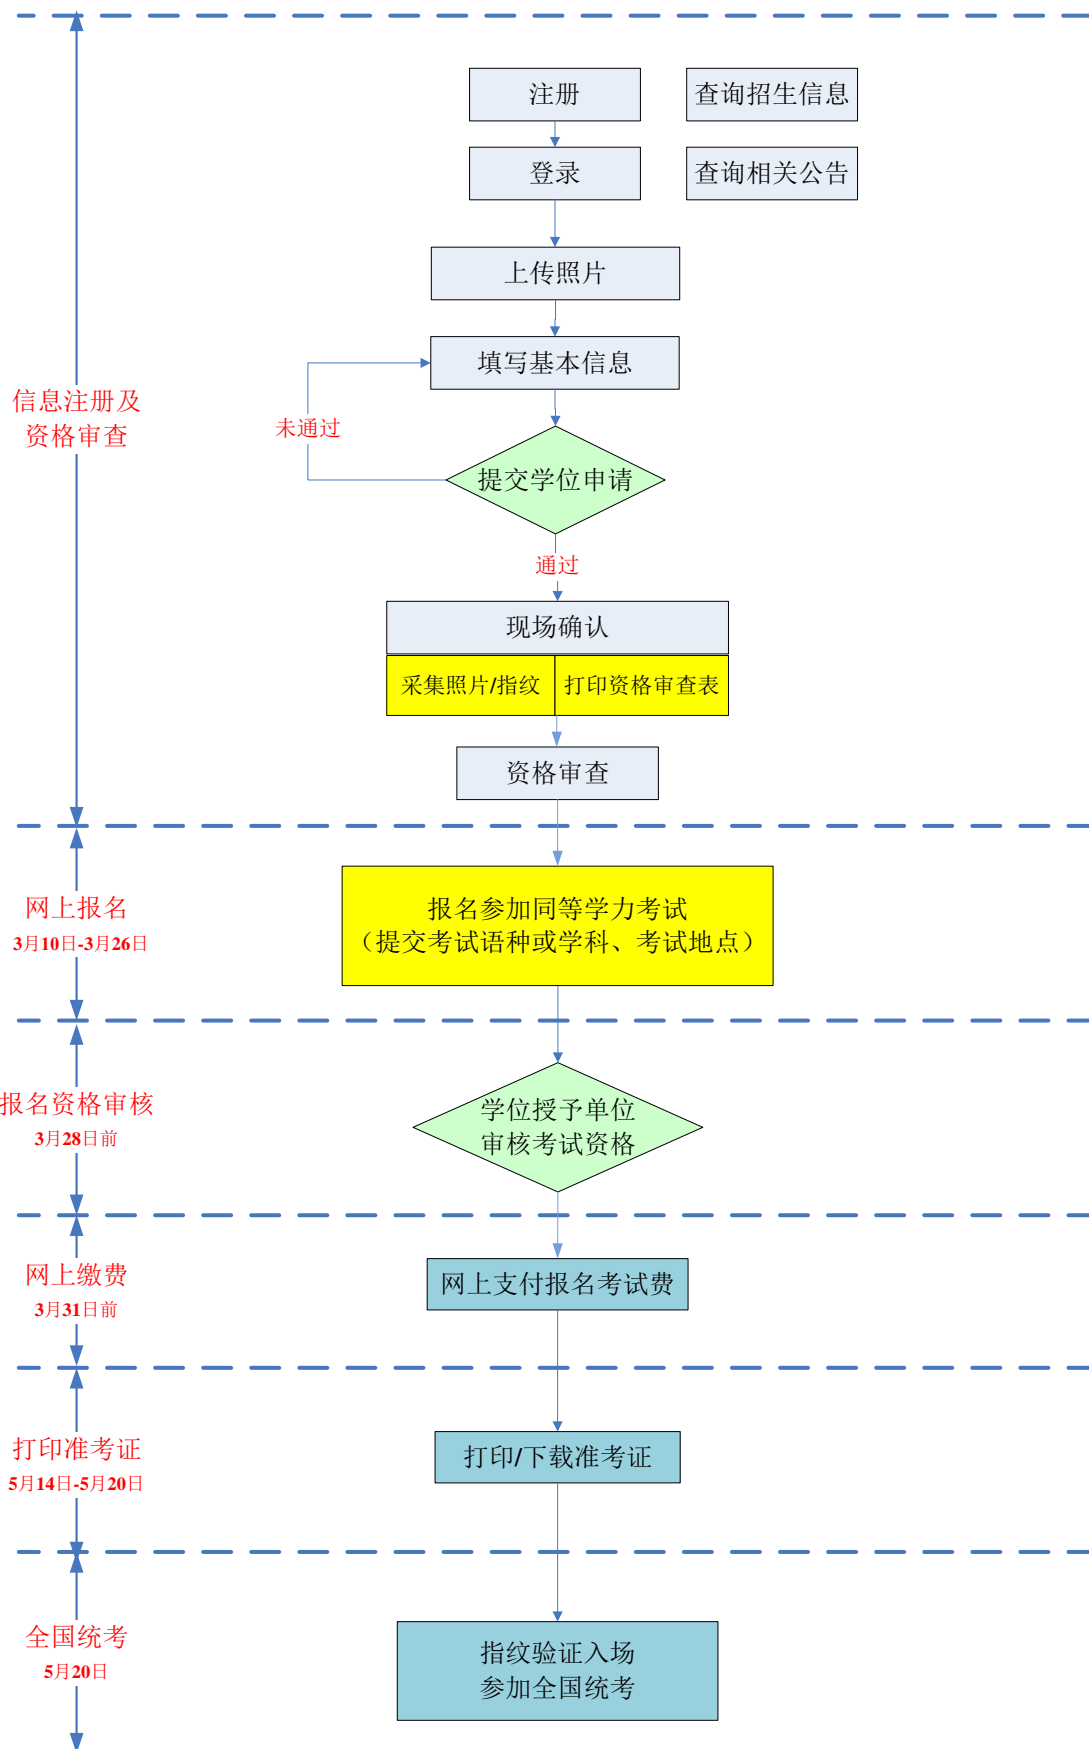 注册
查询招生信息
登录
查询相关公告
上传照片
填写基本信息
信息注册及
资格审查
未通过
提交学位申请
通过
现场确认
采集照片/指纹
打印资格审查表
资格审查
网上报名
3月10日-3月26日
报名参加同等学力考试
（提交考试语种或学科、考试地点）
报名资格审核
3月28日前
学位授予单位
审核考试资格
网上缴费
3月31日前
网上支付报名考试费
打印准考证
5月14日-5月20日
打印/下载准考证
全国统考
5月20日
指纹验证入场
参加全国统考